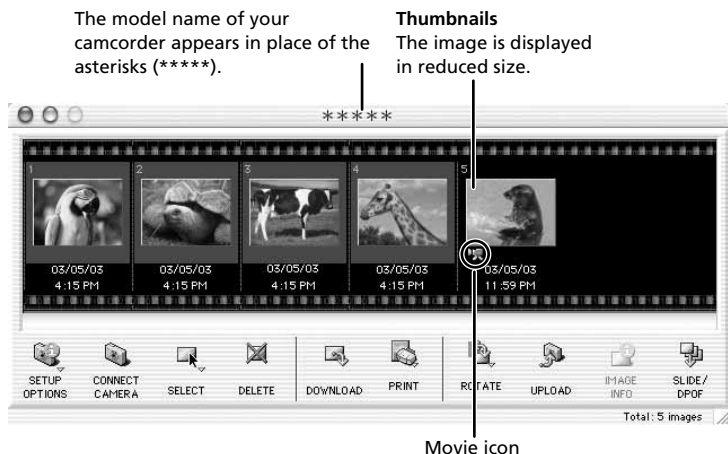 The model name of your
camcorder appears in place of the
asterisks (*****).
Thumbnails
The image is displayed
in reduced size.
*****
1 2 3 4 5
03/05/03 03/05/03 03/05/03 03/05/03 03/05/03
4:15 PM 4:15 PM 4:15 PM 4:15 PM 11:59 PM
SETUP
OPTIONS
CONNECT
CAMERA
SELECT
DELETE
DOWNLOAD
PRINT
ROTATE
UPLOAD
IMAGE
INFO
SLIDE/
DPOF
Total: 5 images
Movie icon